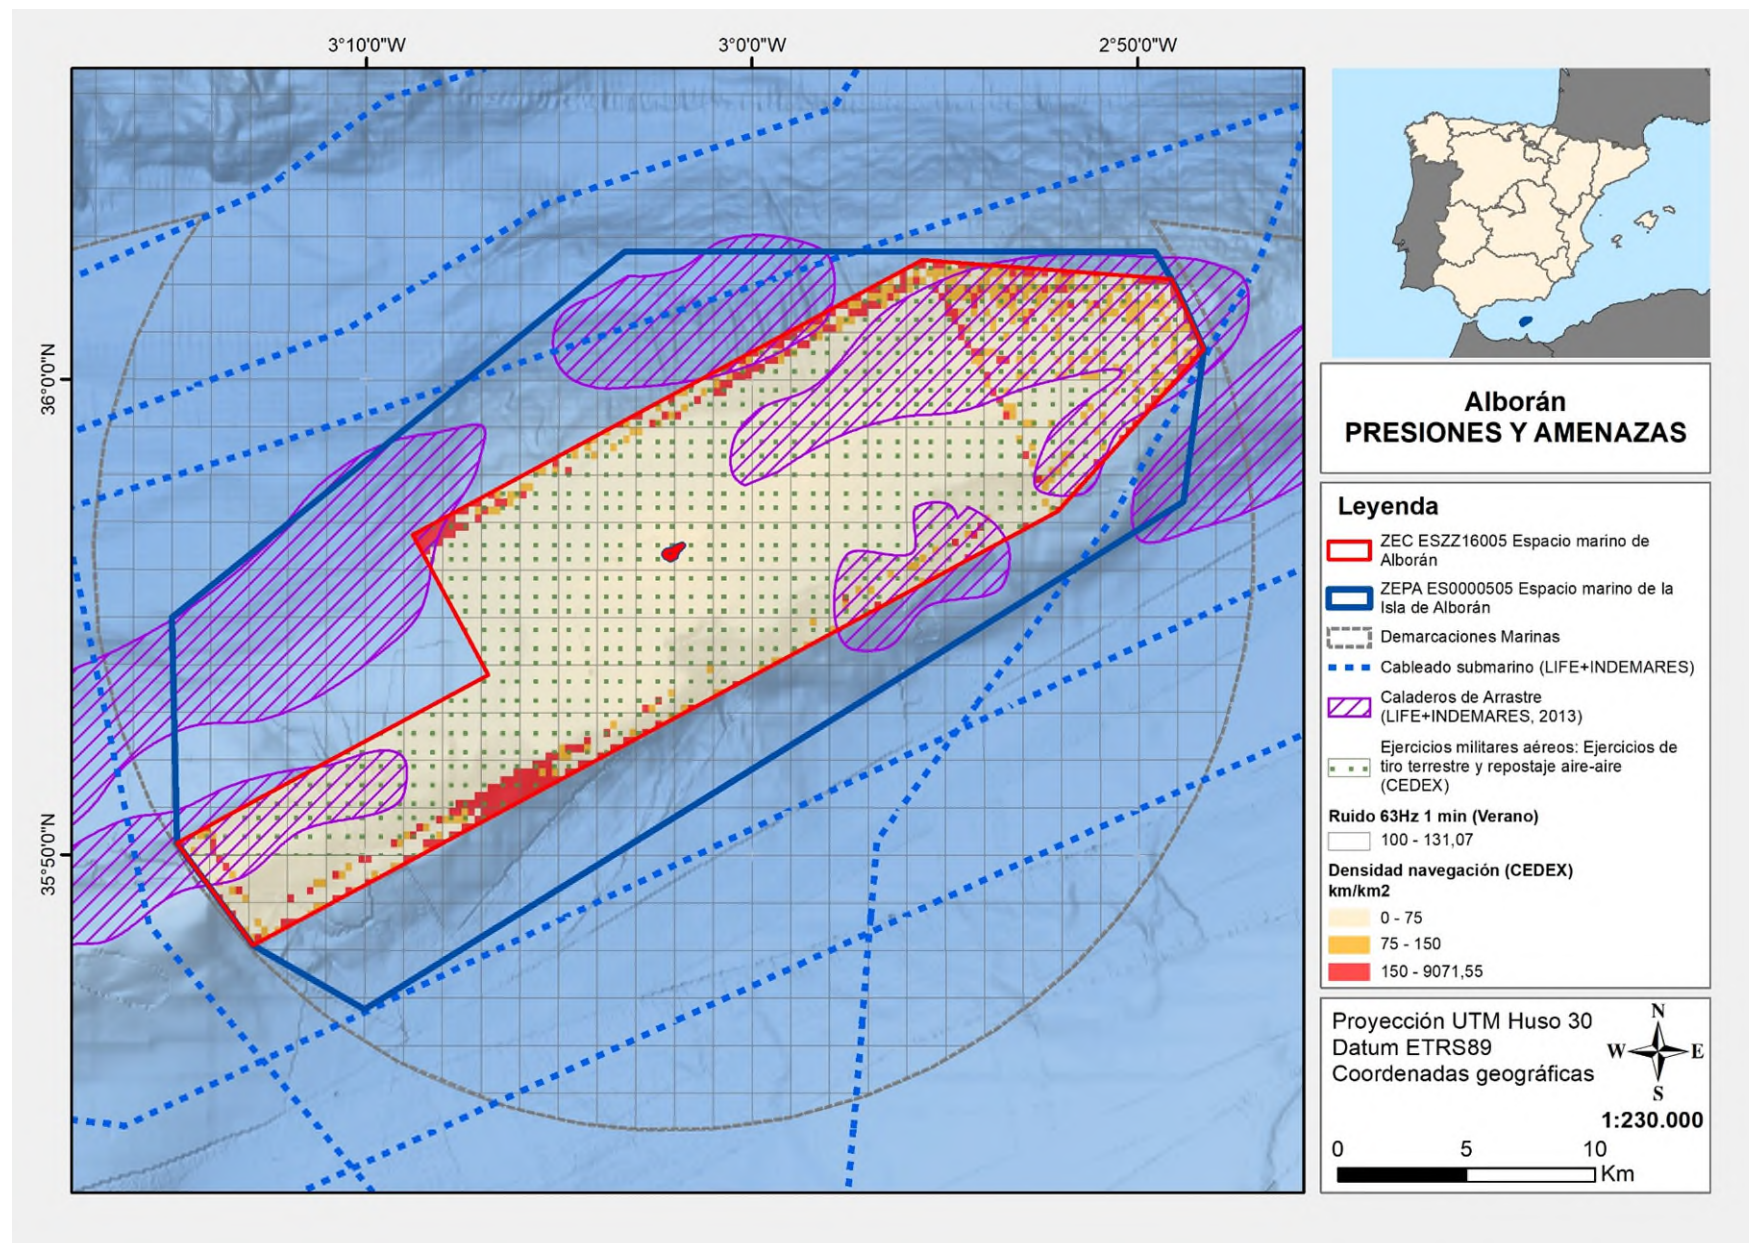 3°10'0"W
3°0'0"W
2°50'0"W
36°0'0"N
35°50'0"N
Alborán
PRESIONES Y AMENAZAS
Leyenda
ZEC ESZZ16005 Espacio marino de
Alborán
ZEPA ES0000505 Espacio marino de la
Isla de Alborán
Demarcaciones Marinas
Cableado submarino (LIFE+INDEMARES)
Caladeros de Arrastre
(LIFE+INDEMARES, 2013)
Ejercicios militares aéreos: Ejercicios de
tiro terrestre y repostaje aire-aire
(CEDEX)
Ruido 63Hz 1 min (Verano)
100 - 131,07
Densidad navegación (CEDEX)
km/km2
0 - 75
75 - 150
150 - 9071,55
Proyección UTM Huso 30
Datum ETRS89
Coordenadas geográficas
N
W
E
S
1:230.000
0 5 10
Km